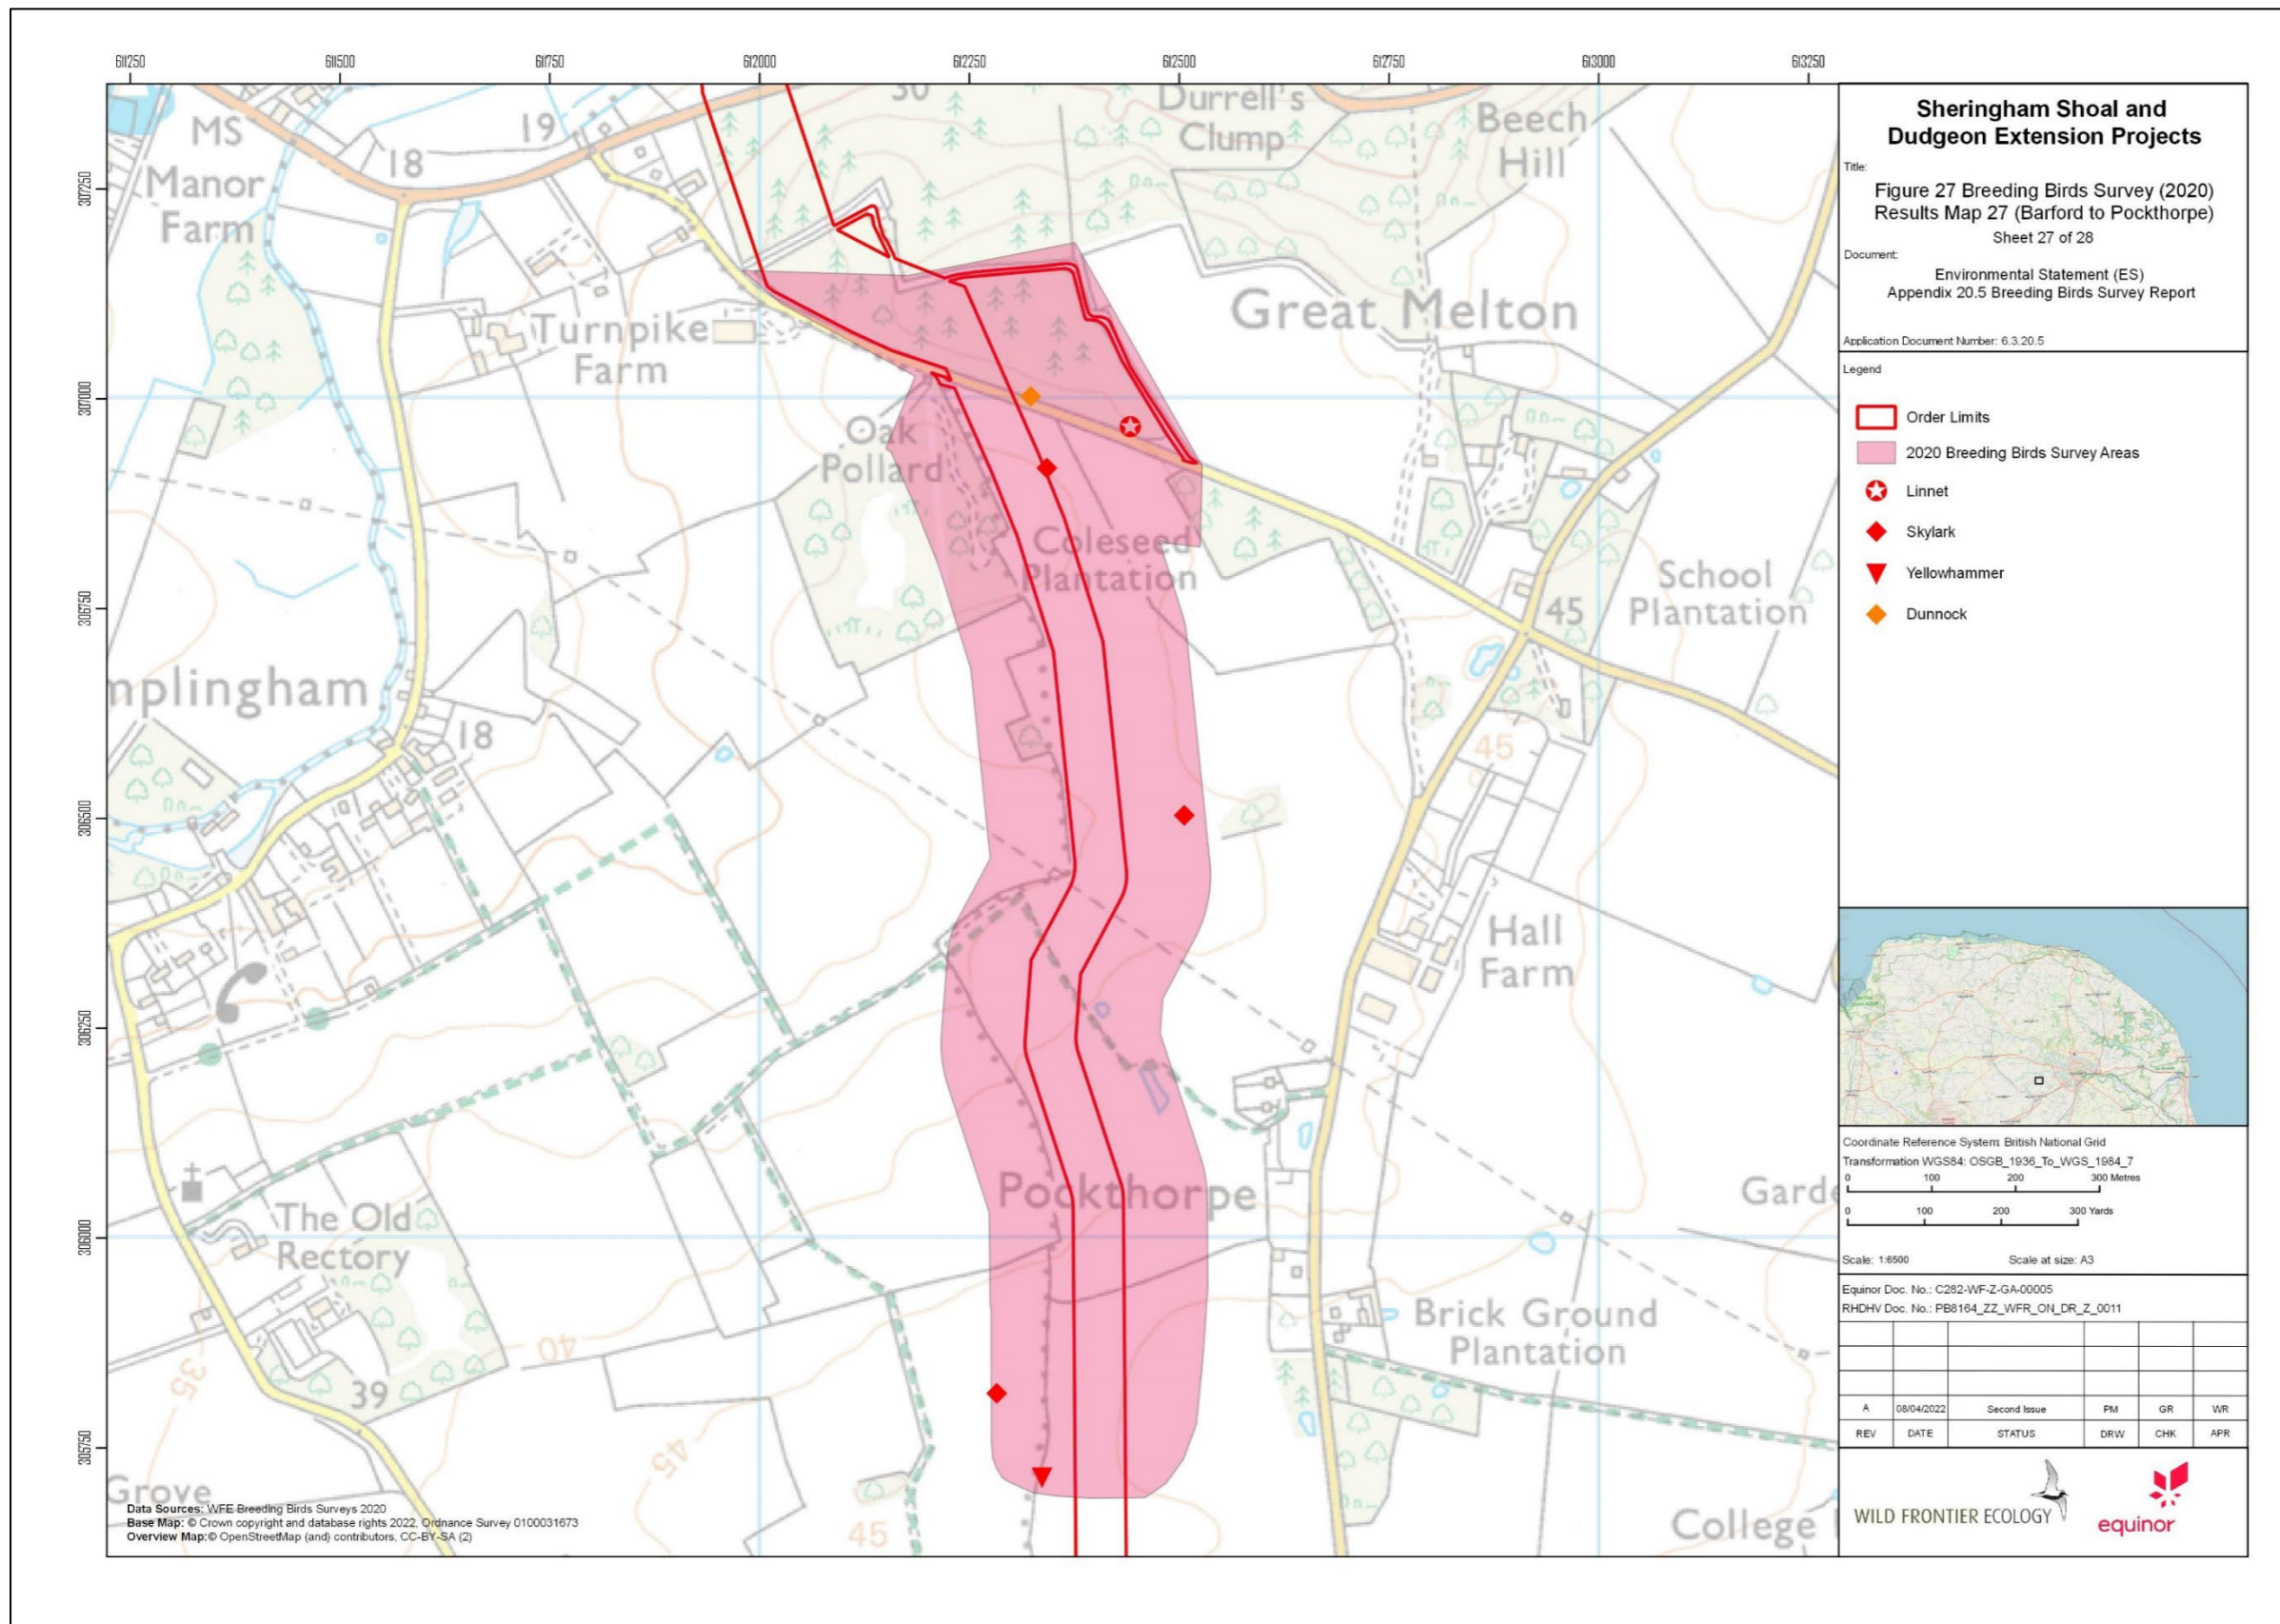 611250
611500
611750
612000
612250
612500
612750
613000
613250
307250
307000
306750
306500
306250
306000
305750
MS
Manor
Farm
18
19
30
Durrell's
Clump
Beech
Hill
Turnpike
Farm
Great Melton
Oak
Pollard
Coleseed
Plantation
School
Plantation
45
mplingham
18
45
Hall
Farm
Pockthorpe
Garde
The Old
Rectory
39
35
40
45
45
Brick Ground
Plantation
College
Grove
Data Sources: WFE Breeding Birds Surveys 2020
Base Map: © Crown copyright and database rights 2022, Ordnance Survey 0100031673
Overview Map:© OpenStreetMap (and) contributors, CC-BY-SA (2)
Sheringham Shoal and
Dudgeon Extension Projects
Title:
Figure 27 Breeding Birds Survey (2020)
Results Map 27 (Barford to Pockthorpe)
Sheet 27 of 28
Document:
Environmental Statement (ES)
Appendix 20.5 Breeding Birds Survey Report
Application Document Number: 6.3.20.5
Legend
Order Limits
2020 Breeding Birds Survey Areas
Linnet
Skylark
Yellowhammer
Dunnock
Coordinate Reference System: British National Grid
Transformation WGS84: OSGB_1936_To_WGS_1984_7
0 100 200 300 Metres
0 100 200 300 Yards
Scale: 1:6500 Scale at size: A3
Equinor Doc. No.: C282-WF-Z-GA-00005
RHDHV Doc. No.: PB8164_ZZ_WFR_ON_DR_Z_0011
A 08/04/2022 Second Issue PM GR WR
REV DATE STATUS DRW CHK APR
WILD FRONTIER ECOLOGY
equinor